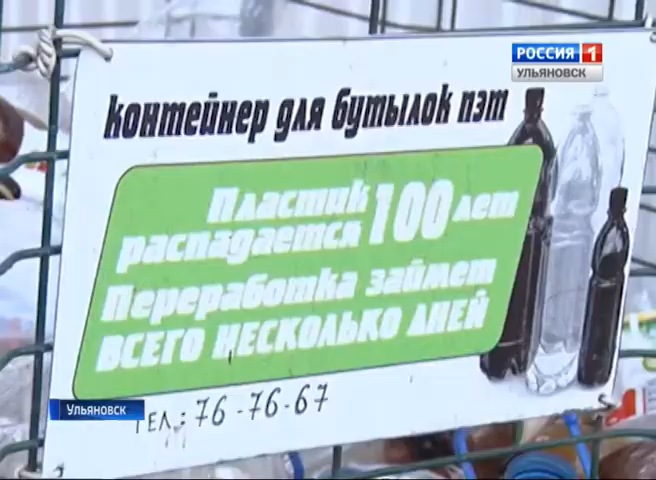 РОССИЯ 1
УЛЬЯНОВСК
контейнер для бутылок пэт
Пластик 100 лет
распадается
Переработка займет
ВСЕГО НЕСКОЛЬКО ДНЕЙ
Ульяновск
ТЕЛ.: 76-76-67